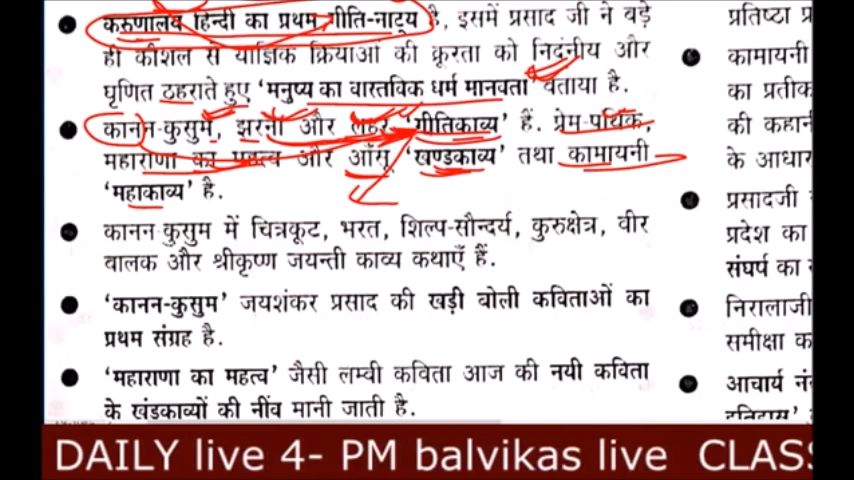 करुणालय हिन्दी का प्रथम गीति-नाट्य है, इसमें प्रसाद जी ने बड़े
ही कौशल से याज्ञिक क्रियाओं की क्रूरता को निदंनीय और
घृणित ठहराते हुए 'मनुष्य का वास्तविक धर्म मानवता' बताया है.
कानन-कुसुम, झरना और लहर 'गीतिकाव्य' हैं. प्रेम-पथिक,
महाराणा का महत्व और आँसू 'खण्डकाव्य' तथा कामायनी
'महाकाव्य' है.
कानन-कुसुम में चित्रकूट, भरत, शिल्प-सौन्दर्य, कुरुक्षेत्र, वीर
बालक और श्रीकृष्ण जयन्ती काव्य कथाएँ हैं.
'कानन-कुसुम' जयशंकर प्रसाद की खड़ी बोली कविताओं का
प्रथम संग्रह है.
'महाराणा का महत्व' जैसी लम्बी कविता आज की नयी कविता
के खंडकाव्यों की नींव मानी जाती है.
प्रतिष्ठा प्र
कामायनी
का प्रतीक
की कहानी
के आधार
प्रसादजी
प्रदेश का
संघर्ष का
निरालाजी
समीक्षा क
आचार्य नं
इतिहास'
DAILY live 4- PM balvikas live CLASS